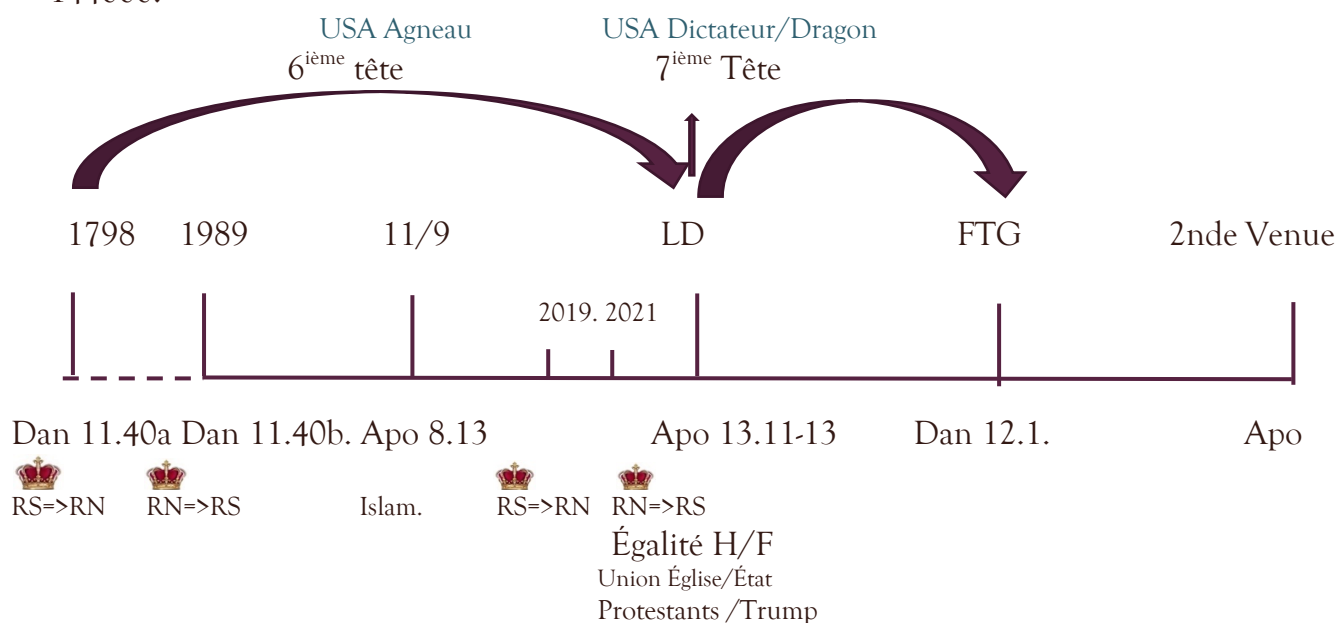 144000.
USA Agneau USA Dictateur/Dragon
6ième tête 7ième Tête
1798 1989 11/9 LD FTG 2nde Venue
2019. 2021
Dan 11.40a Dan 11.40b. Apo 8.13 Apo 13.11-13 Dan 12.1. Apo
RS=>RN RN=>RS Islam. RS=>RN RN=>RS
Égalité H/F
Union Église/État
Protestants /Trump